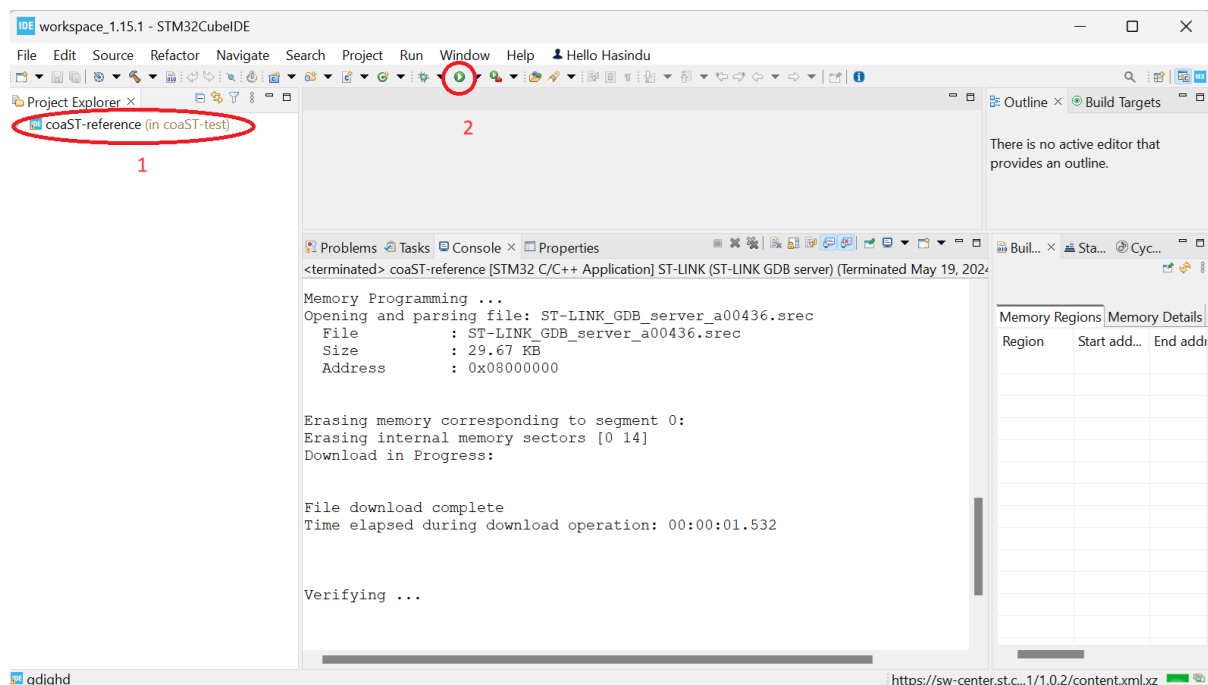 IDE workspace_1.15.1 - STM32CubeIDE
File Edit Source Refactor Navigate Search Project Run Window Help Hello Hasindu
Project Explorer ×
coaST-reference (in coaST-test)
1
2
Outline × Build Targets
There is no active editor that
provides an outline.
Problems Tasks Console × Properties
<terminated> coaST-reference [STM32 C/C++ Application] ST-LINK (ST-LINK GDB server) (Terminated May 19, 202
Memory Programming ...
Opening and parsing file: ST-LINK_GDB_server_a00436.srec
File : ST-LINK_GDB_server_a00436.srec
Size : 29.67 KB
Address : 0x08000000
Erasing memory corresponding to segment 0:
Erasing internal memory sectors [0 14]
Download in Progress:
File download complete
Time elapsed during download operation: 00:00:01.532
Verifying ...
Buil... × Sta... Cyc...
Memory Regions Memory Details
Region Start add... End addr
gdjghd
https://sw-center.st.c...1/1.0.2/content.xml.xz